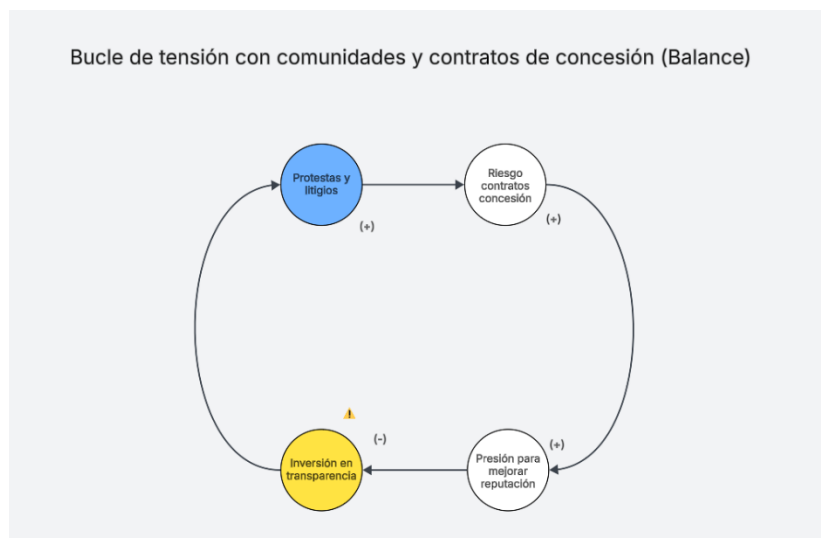 Bucle de tensión con comunidades y contratos de concesión (Balance)
Protestas y
litigios
(+)
Riesgo
contratos
concesión
(+)
(-)
Inversión en
transparencia
(+)
Presión para
mejorar
reputación